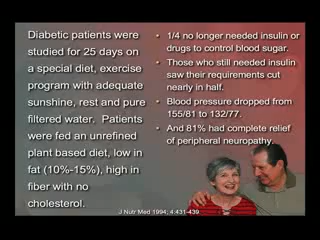 Diabetic patients were
studied for 25 days on
a special diet, exercise
program with adequate
sunshine, rest and pure
filtered water. Patients
were fed an unrefined
plant based diet, low in
fat (10%-15%), high in
fiber with no
cholesterol.
• 1/4 no longer needed insulin or
drugs to control blood sugar.
• Those who still needed insulin
saw their requirements cut
nearly in half.
• Blood pressure dropped from
155/81 to 132/77.
• And 81% had complete relief
of peripheral neuropathy.
J Nutr Med 1994; 4:431-439